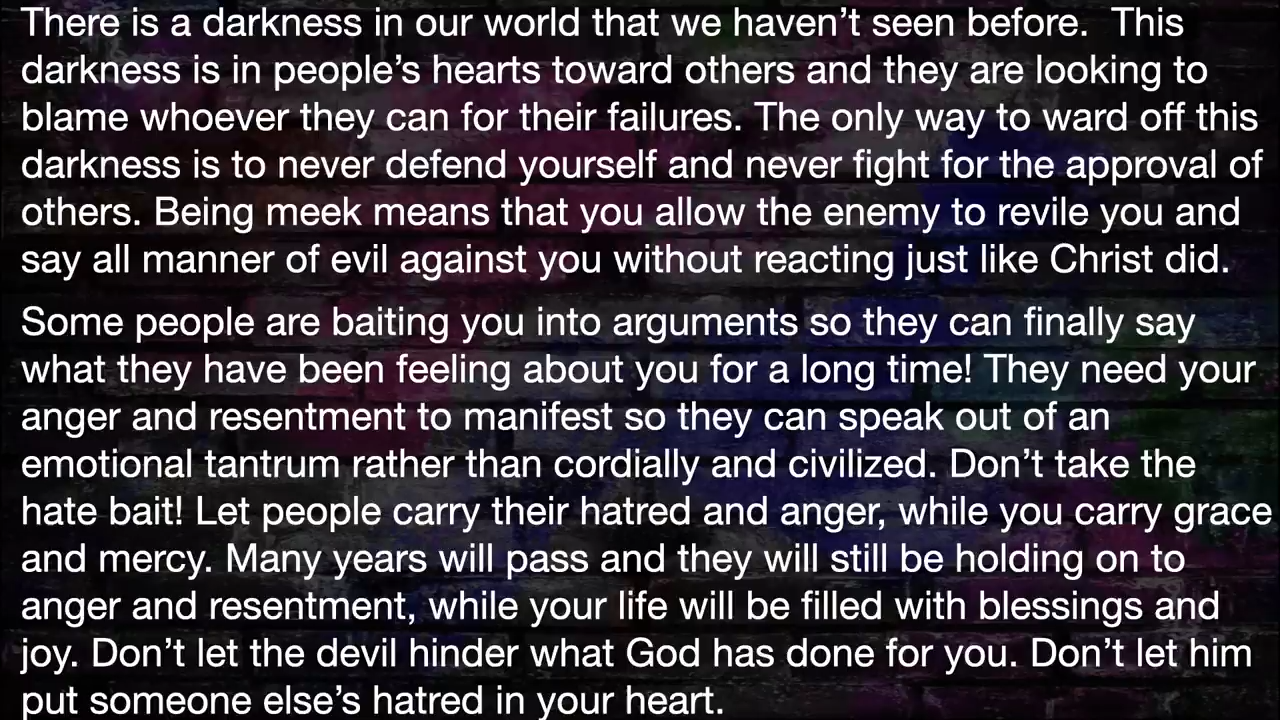 There is a darkness in our world that we haven’t seen before.  This
darkness is in people’s hearts toward others and they are looking to
blame whoever they can for their failures. The only way to ward off this
darkness is to never defend yourself and never fight for the approval of
others. Being meek means that you allow the enemy to revile you and
say all manner of evil against you without reacting just like Christ did.
Some people are baiting you into arguments so they can finally say
what they have been feeling about you for a long time! They need your
anger and resentment to manifest so they can speak out of an
emotional tantrum rather than cordially and civilized. Don’t take the
hate bait! Let people carry their hatred and anger, while you carry grace
and mercy. Many years will pass and they will still be holding on to
anger and resentment, while your life will be filled with blessings and
joy. Don’t let the devil hinder what God has done for you. Don’t let him
put someone else’s hatred in your heart.